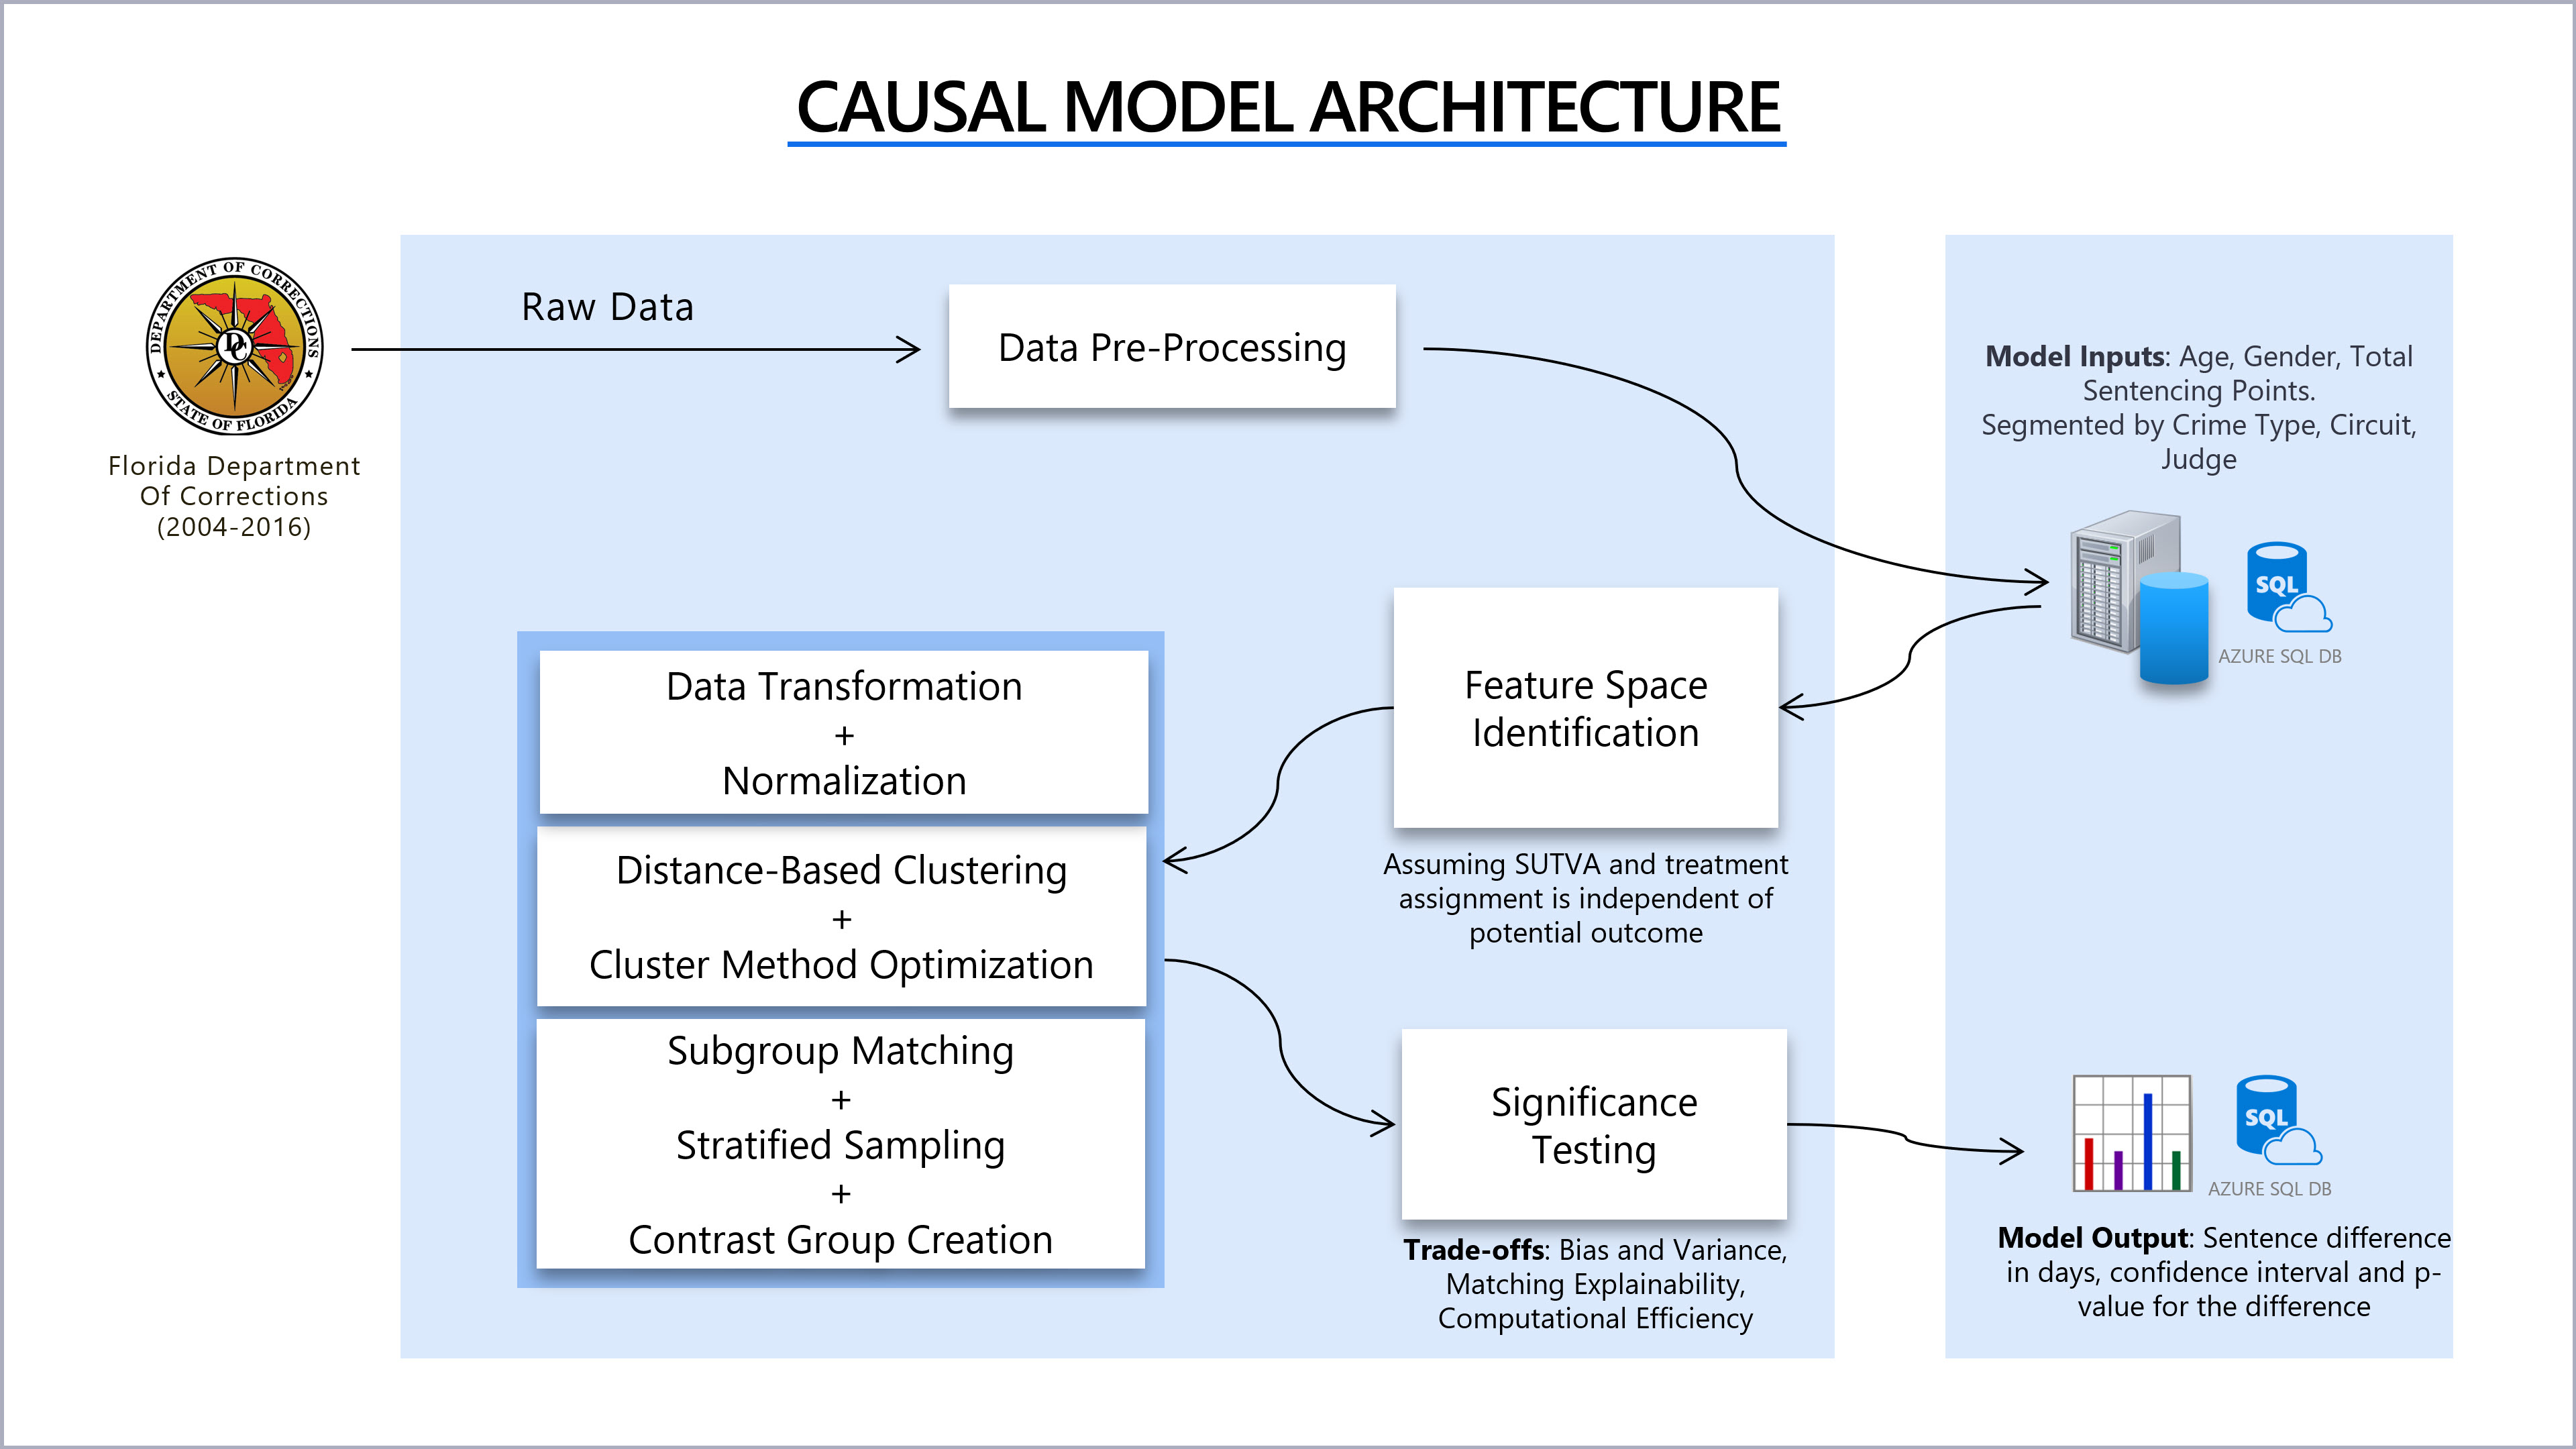 CAUSAL MODEL ARCHITECTURE
DEPARTMENT OF CORRECTIONS
STATE OF FLORIDA
DC
Florida Department
Of Corrections
(2004-2016)
Raw Data
Data Pre-Processing
Model Inputs: Age, Gender, Total
Sentencing Points.
Segmented by Crime Type, Circuit,
Judge
SQL
AZURE SQL DB
Feature Space
Identification
Assuming SUTVA and treatment
assignment is independent of
potential outcome
Data Transformation
+
Normalization
Distance-Based Clustering
+
Cluster Method Optimization
Subgroup Matching
+
Stratified Sampling
+
Contrast Group Creation
Significance
Testing
Trade-offs: Bias and Variance,
Matching Explainability,
Computational Efficiency
SQL
AZURE SQL DB
Model Output: Sentence difference
in days, confidence interval and p-
value for the difference